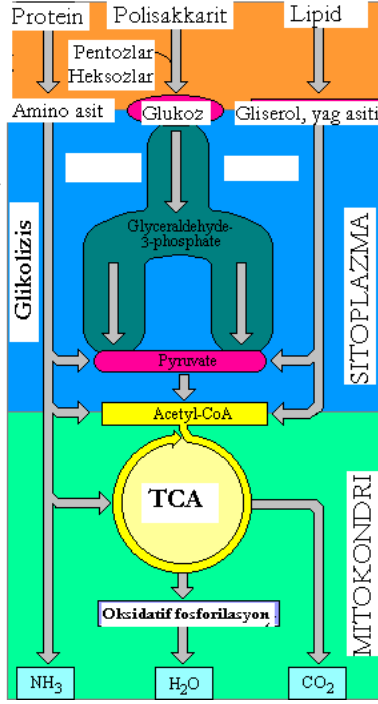 Protein
Polisakkarit
Lipid
Pentozlar
Heksozlar
Amino asit
Glukoz
Gliserol, yag asiti
Glyceraldehyde-
3-phosphate
Glikolizis
SITOPLAZMA
Pyruvate
Acetyl-CoA
TCA
MITOKONDRI
Oksidatif fosforilasyon
NH3
H2O
CO2